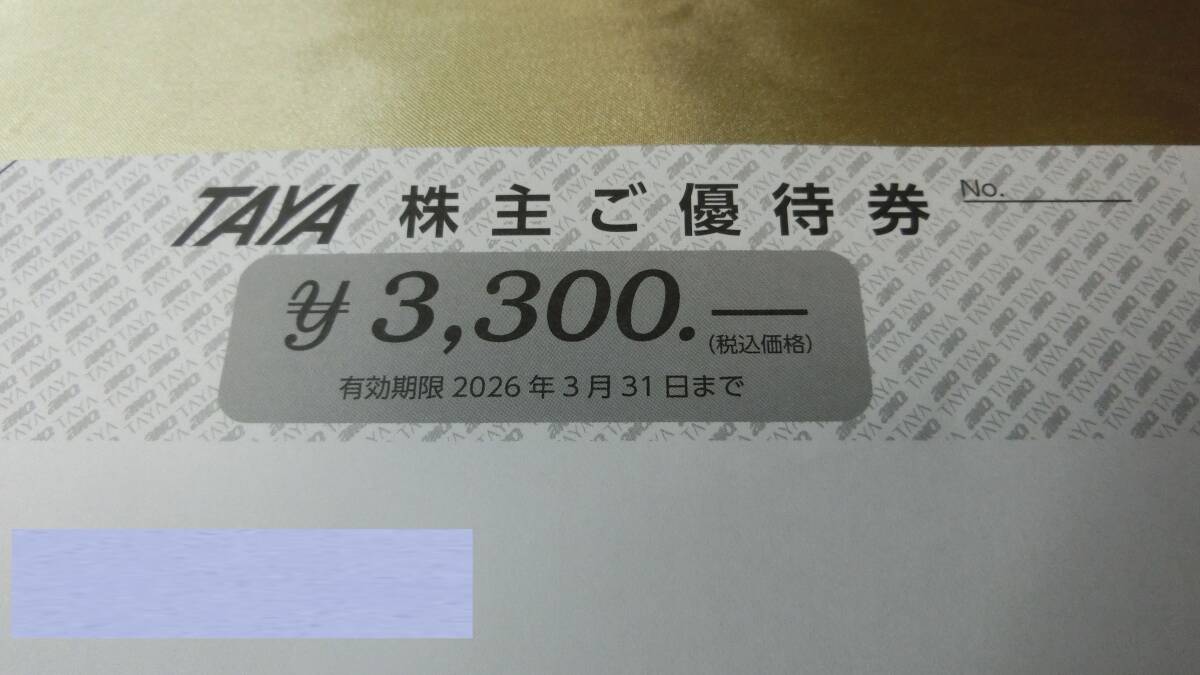 TAYA 株主ご優待券 No.
¥3,300.―
(税込価格)
有効期限 2026年3月31日まで